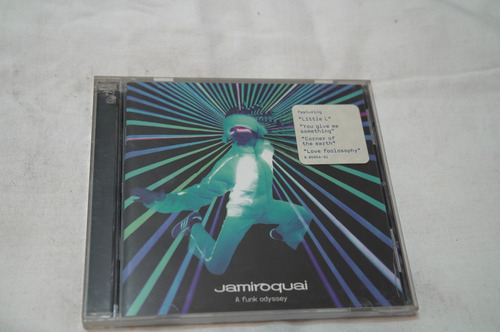 Featuring
"Little L"
"You give me
something"
"Corner of
the earth"
"Love foolosophy"
Jamiroquai
A funk odyssey